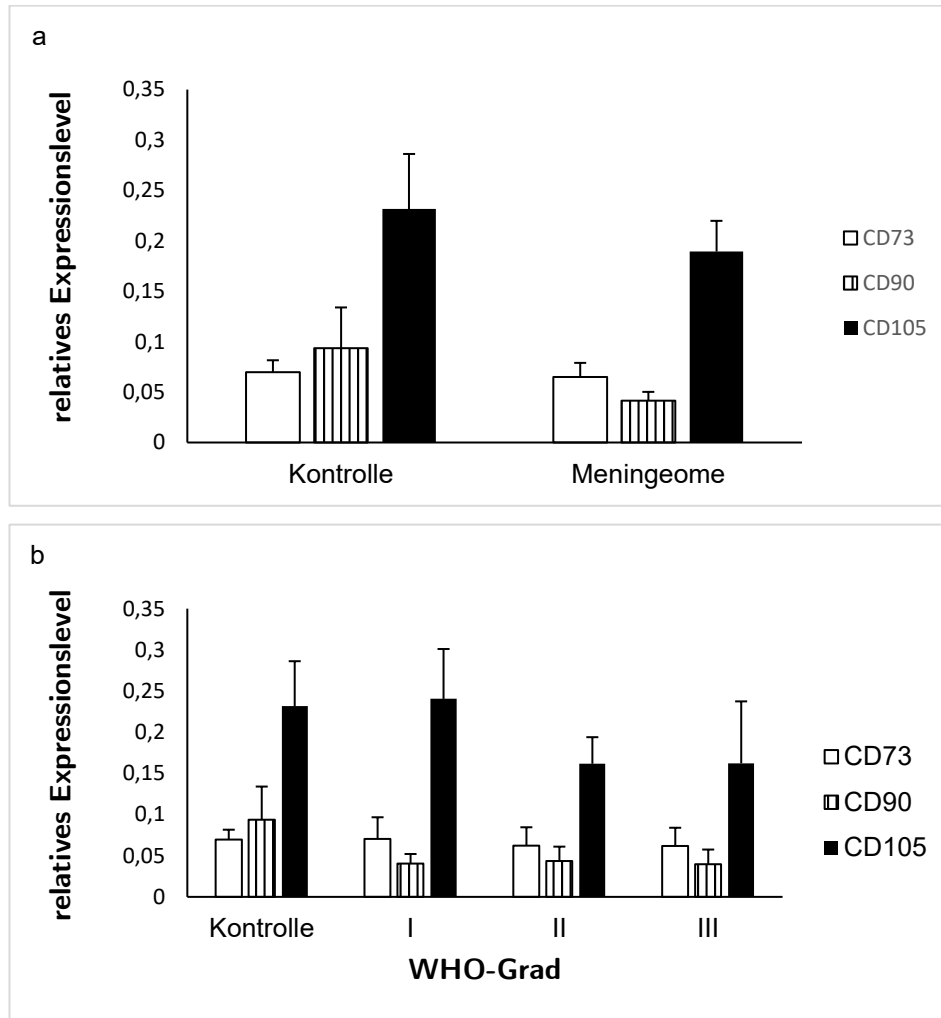 a
relatives Expressionslevel
0,35
0,3
0,25
0,2
0,15
0,1
0,05
0
Kontrolle Meningeome
CD73
CD90
CD105
b
relatives Expressionslevel
0,35
0,3
0,25
0,2
0,15
0,1
0,05
0
Kontrolle I II III
WHO-Grad
CD73
CD90
CD105